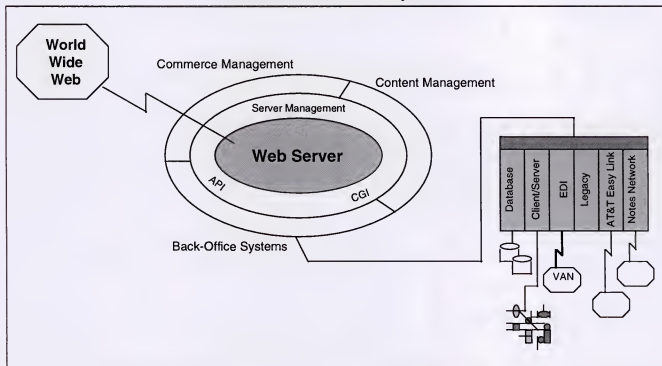 World
Wide
Web
Commerce Management
Content Management
Server Management
Web Server
API
CGI
Back-Office Systems
Database
Client/Server
EDI
Legacy
AT&T Easy Link
Notes Network
VAN